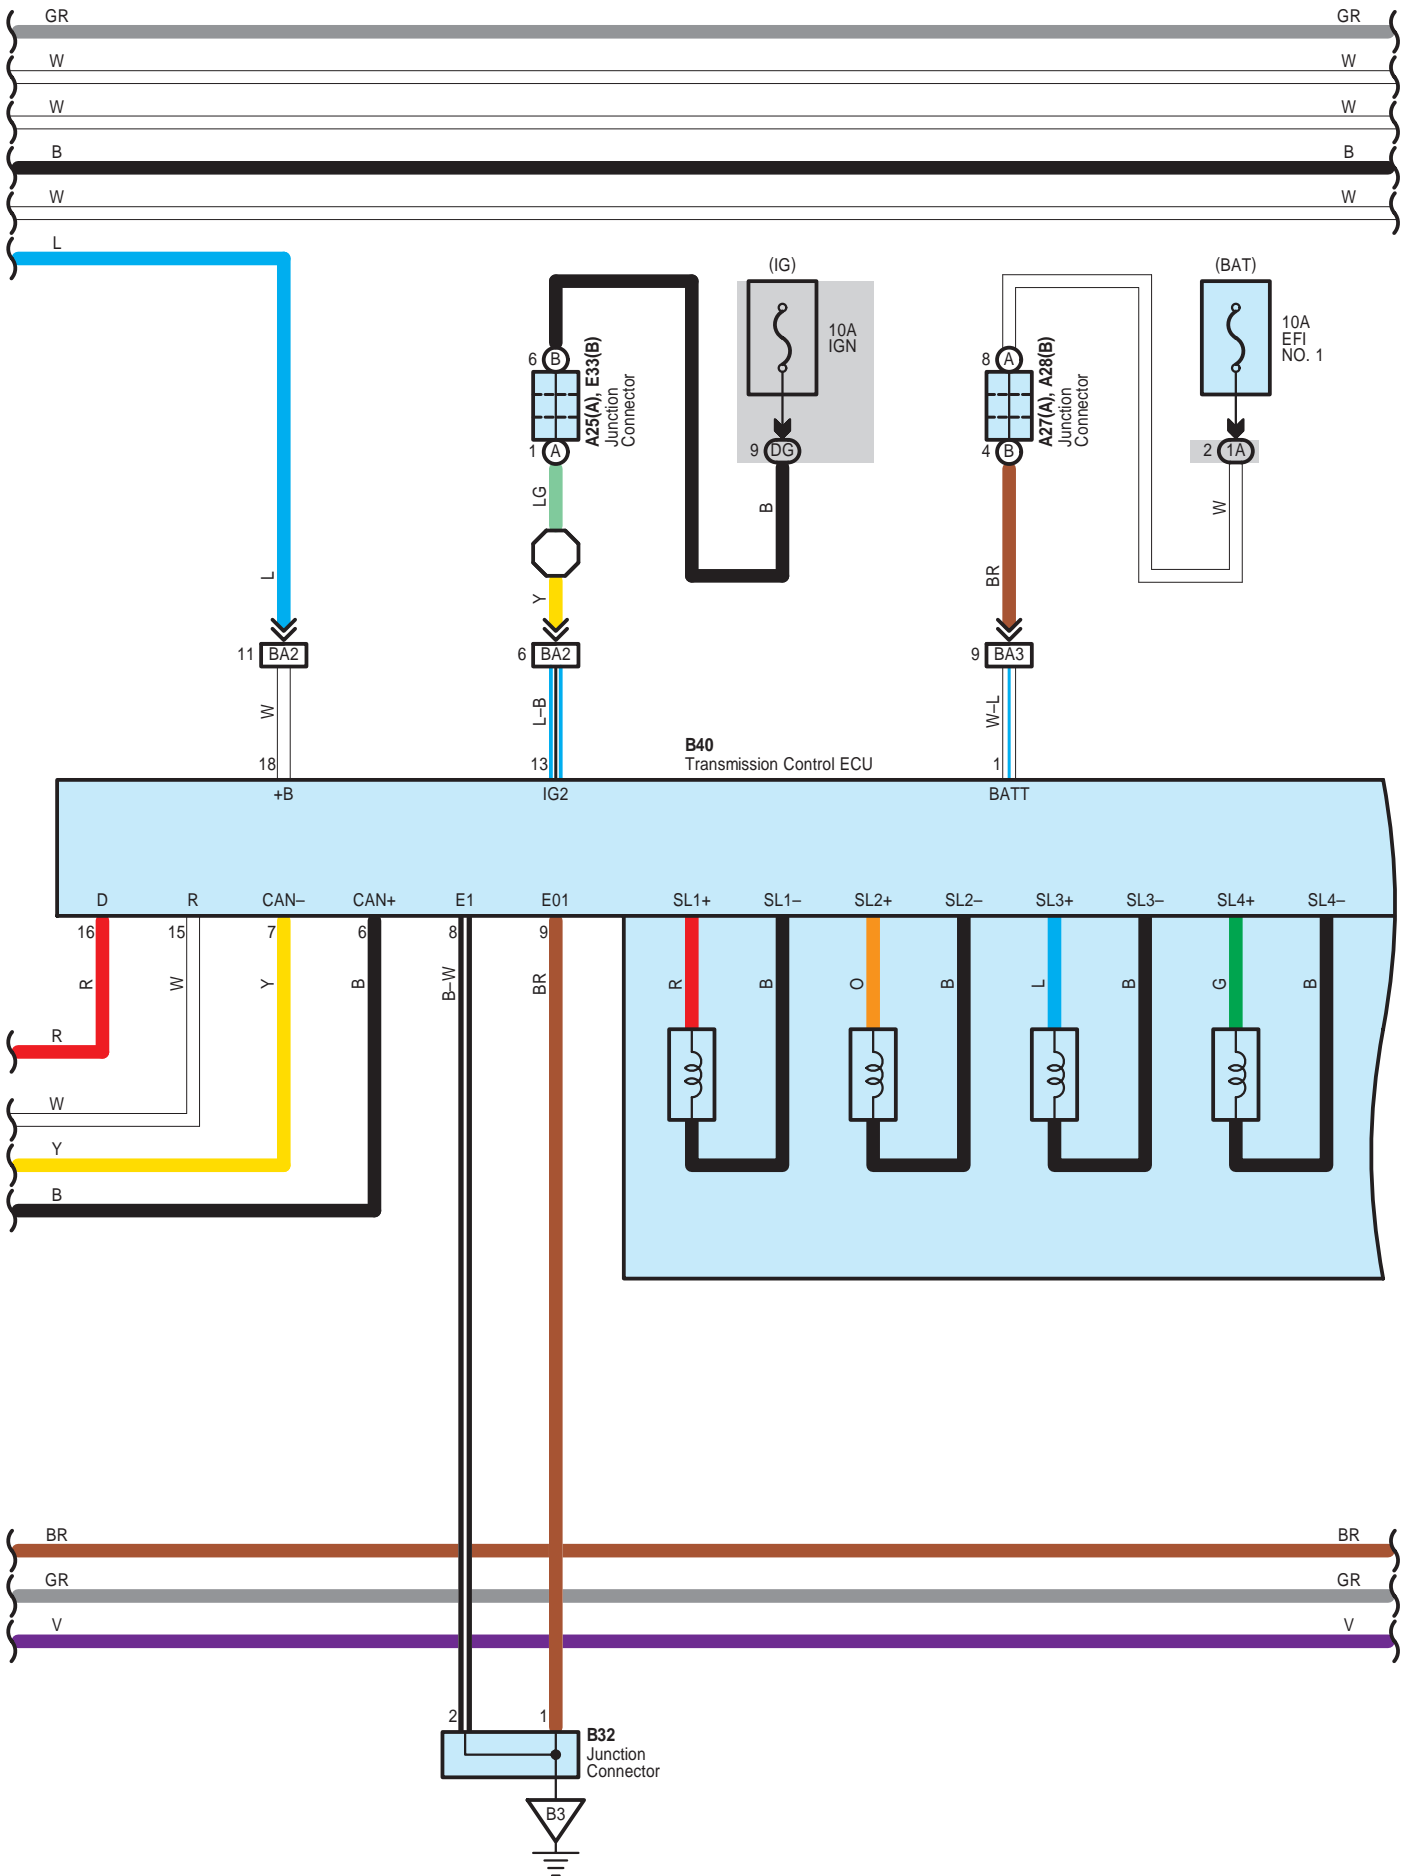 GR GR
W W
W W
B B
W W
L
(IG) (BAT)
10A
IGN
10A
EFI
NO. 1
6 B
A25(A), E33(B)
Junction
Connector
1 A
9 DG
8 A
A27(A), A28(B)
Junction
Connector
4 B
2 1A
LG
B
W
L
Y
BR
11 BA2
6 BA2
9 BA3
W
L–B
W–L
B40
Transmission Control ECU
18 13 1
+B IG2 BATT
D R CAN– CAN+ E1 E01 SL1+ SL1– SL2+ SL2– SL3+ SL3– SL4+ SL4–
16 15 7 6 8 9
R W Y B B–W BR R B O B L B G B
R
W
Y
B
BR BR
GR GR
V V
2 1
B32
Junction
Connector
B3